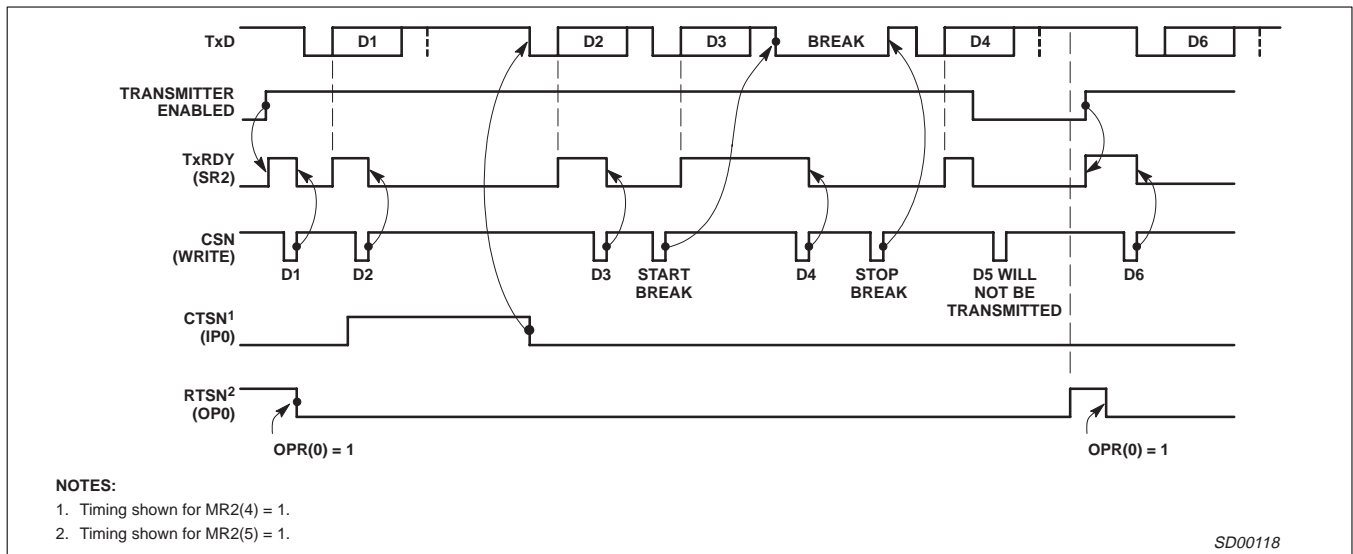 TxD
D1
D2
D3
BREAK
D4
D6
TRANSMITTER
ENABLED
TxRDY
(SR2)
CSN
(WRITE)
D1
D2
D3
START
BREAK
D4
STOP
BREAK
D5 WILL
NOT BE
TRANSMITTED
D6
CTSN1
(IP0)
RTSN2
(OP0)
OPR(0) = 1
OPR(0) = 1
NOTES:
1. Timing shown for MR2(4) = 1.
2. Timing shown for MR2(5) = 1.
SD00118